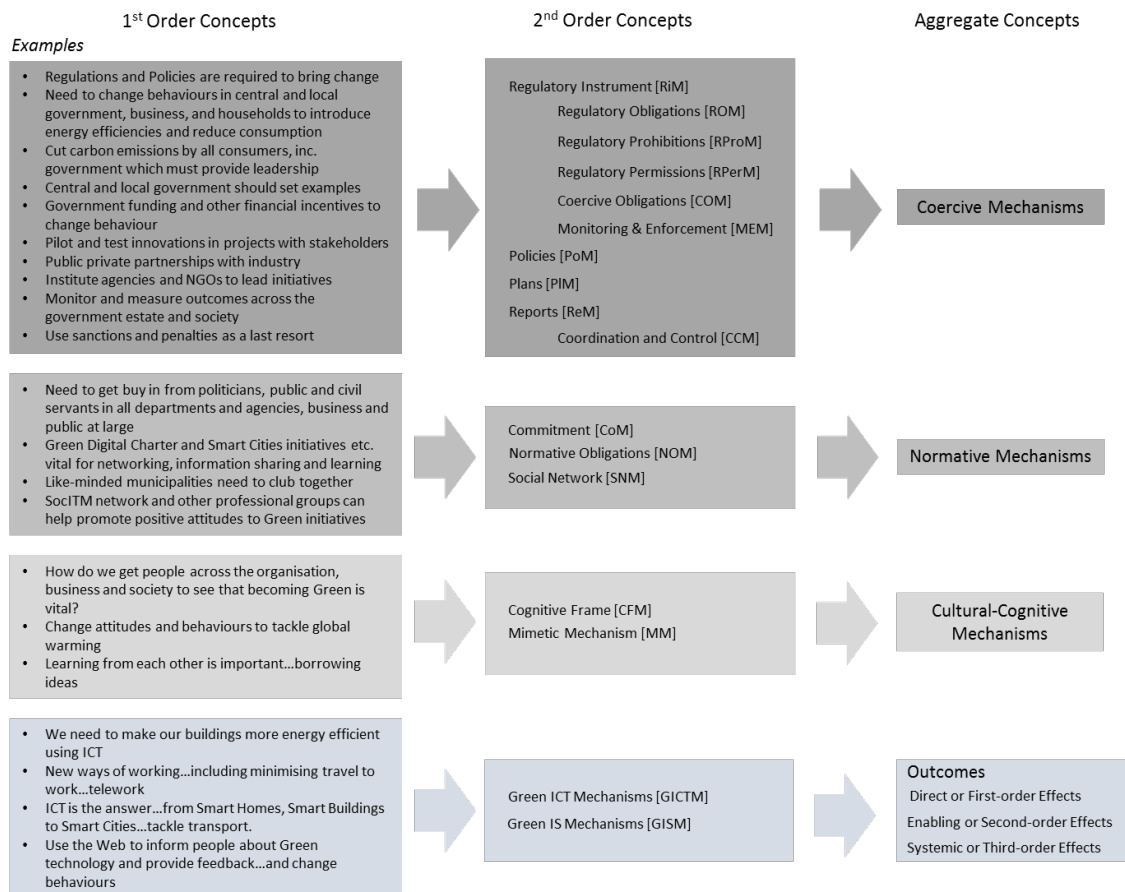 1st Order Concepts
2nd Order Concepts
Aggregate Concepts
Examples
• Regulations and Policies are required to bring change
• Need to change behaviours in central and local
government, business, and households to introduce
energy efficiencies and reduce consumption
• Cut carbon emissions by all consumers, inc.
government which must provide leadership
• Central and local government should set examples
• Government funding and other financial incentives to
change behaviour
• Pilot and test innovations in projects with stakeholders
• Public private partnerships with industry
• Institute agencies and NGOs to lead initiatives
• Monitor and measure outcomes across the
government estate and society
• Use sanctions and penalties as a last resort
Regulatory Instrument [RiM]
Regulatory Obligations [ROM]
Regulatory Prohibitions [RProM]
Regulatory Permissions [RPerM]
Coercive Obligations [COM]
Monitoring & Enforcement [MEM]
Policies [PoM]
Plans [PlM]
Reports [ReM]
Coordination and Control [CCM]
Coercive Mechanisms
• Need to get buy in from politicians, public and civil
servants in all departments and agencies, business and
public at large
• Green Digital Charter and Smart Cities initiatives etc.
vital for networking, information sharing and learning
• Like-minded municipalities need to club together
• SocITM network and other professional groups can
help promote positive attitudes to Green initiatives
Commitment [CoM]
Normative Obligations [NOM]
Social Network [SNM]
Normative Mechanisms
• How do we get people across the organisation,
business and society to see that becoming Green is
vital?
• Change attitudes and behaviours to tackle global
warming
• Learning from each other is important…borrowing
ideas
Cognitive Frame [CFM]
Mimetic Mechanism [MM]
Cultural-Cognitive
Mechanisms
• We need to make our buildings more energy efficient
using ICT
• New ways of working…including minimising travel to
work…telework
• ICT is the answer…from Smart Homes, Smart Buildings
to Smart Cities…tackle transport.
• Use the Web to inform people about Green
technology and provide feedback…and change
behaviours
Green ICT Mechanisms [GICTM]
Green IS Mechanisms [GISM]
Outcomes
Direct or First-order Effects
Enabling or Second-order Effects
Systemic or Third-order Effects